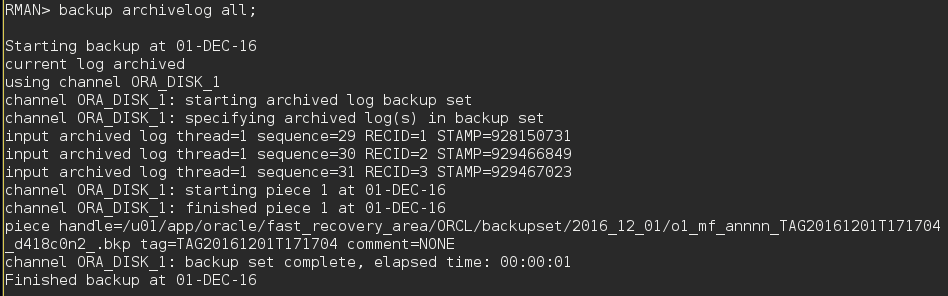 RMAN> backup archivelog all;
Starting backup at 01-DEC-16
current log archived
using channel ORA_DISK_1
channel ORA_DISK_1: starting archived log backup set
channel ORA_DISK_1: specifying archived log(s) in backup set
input archived log thread=1 sequence=29 RECID=1 STAMP=928150731
input archived log thread=1 sequence=30 RECID=2 STAMP=929466849
input archived log thread=1 sequence=31 RECID=3 STAMP=929467023
channel ORA_DISK_1: starting piece 1 at 01-DEC-16
channel ORA_DISK_1: finished piece 1 at 01-DEC-16
piece handle=/u01/app/oracle/fast_recovery_area/ORCL/backupset/2016_12_01/o1_mf_annnn_TAG20161201T171704
_d418c0n2_.bkp tag=TAG20161201T171704 comment=NONE
channel ORA_DISK_1: backup set complete, elapsed time: 00:00:01
Finished backup at 01-DEC-16